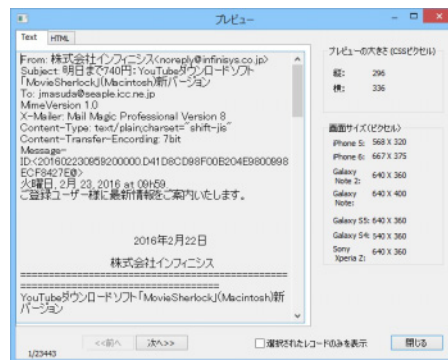 プレビュー
Text HTML
From: 株式会社インフィニシス<noreply@infinisys.co.jp>
Subject: 明日まで740円:YouTubeダウンロードソフト
「MovieSherlock」(Macintosh)新バージョン
To: jmasuda@seaple.icc.ne.jp
MimeVersion 1.0
X-Mailer: Mail Magic Professional Version 8
Content-Type: text/plain;charset="shift-jis"
Content-Transfer-Encoding: 7bit
Message-
ID<201602230959200000.D41D8CD98F00B204E9800998
ECF8427E@>
火曜日, 2月 23, 2016 at 09h59
ご登録ユーザー様に最新情報をご案内いたします。
2016年2月22日
株式会社インフィニシス
==========================================
===============================
YouTubeダウンロードソフト「MovieSherlock」(Macintosh)新
バージョン
プレビューの大きさ (CSSピクセル)
縦: 296
横: 336
画面サイズ(ピクセル)
iPhone 5: 568 X 320
iPhone 6: 667 X 375
Galaxy Note 2: 640 X 360
Galaxy Note: 640 X 400
Galaxy S5: 640 X 360
Galaxy S4: 540 X 360
Sony Xperia Z: 640 X 360
<<前へ 次へ>>
選択されたレコードのみを表示
閉じる
1/23443